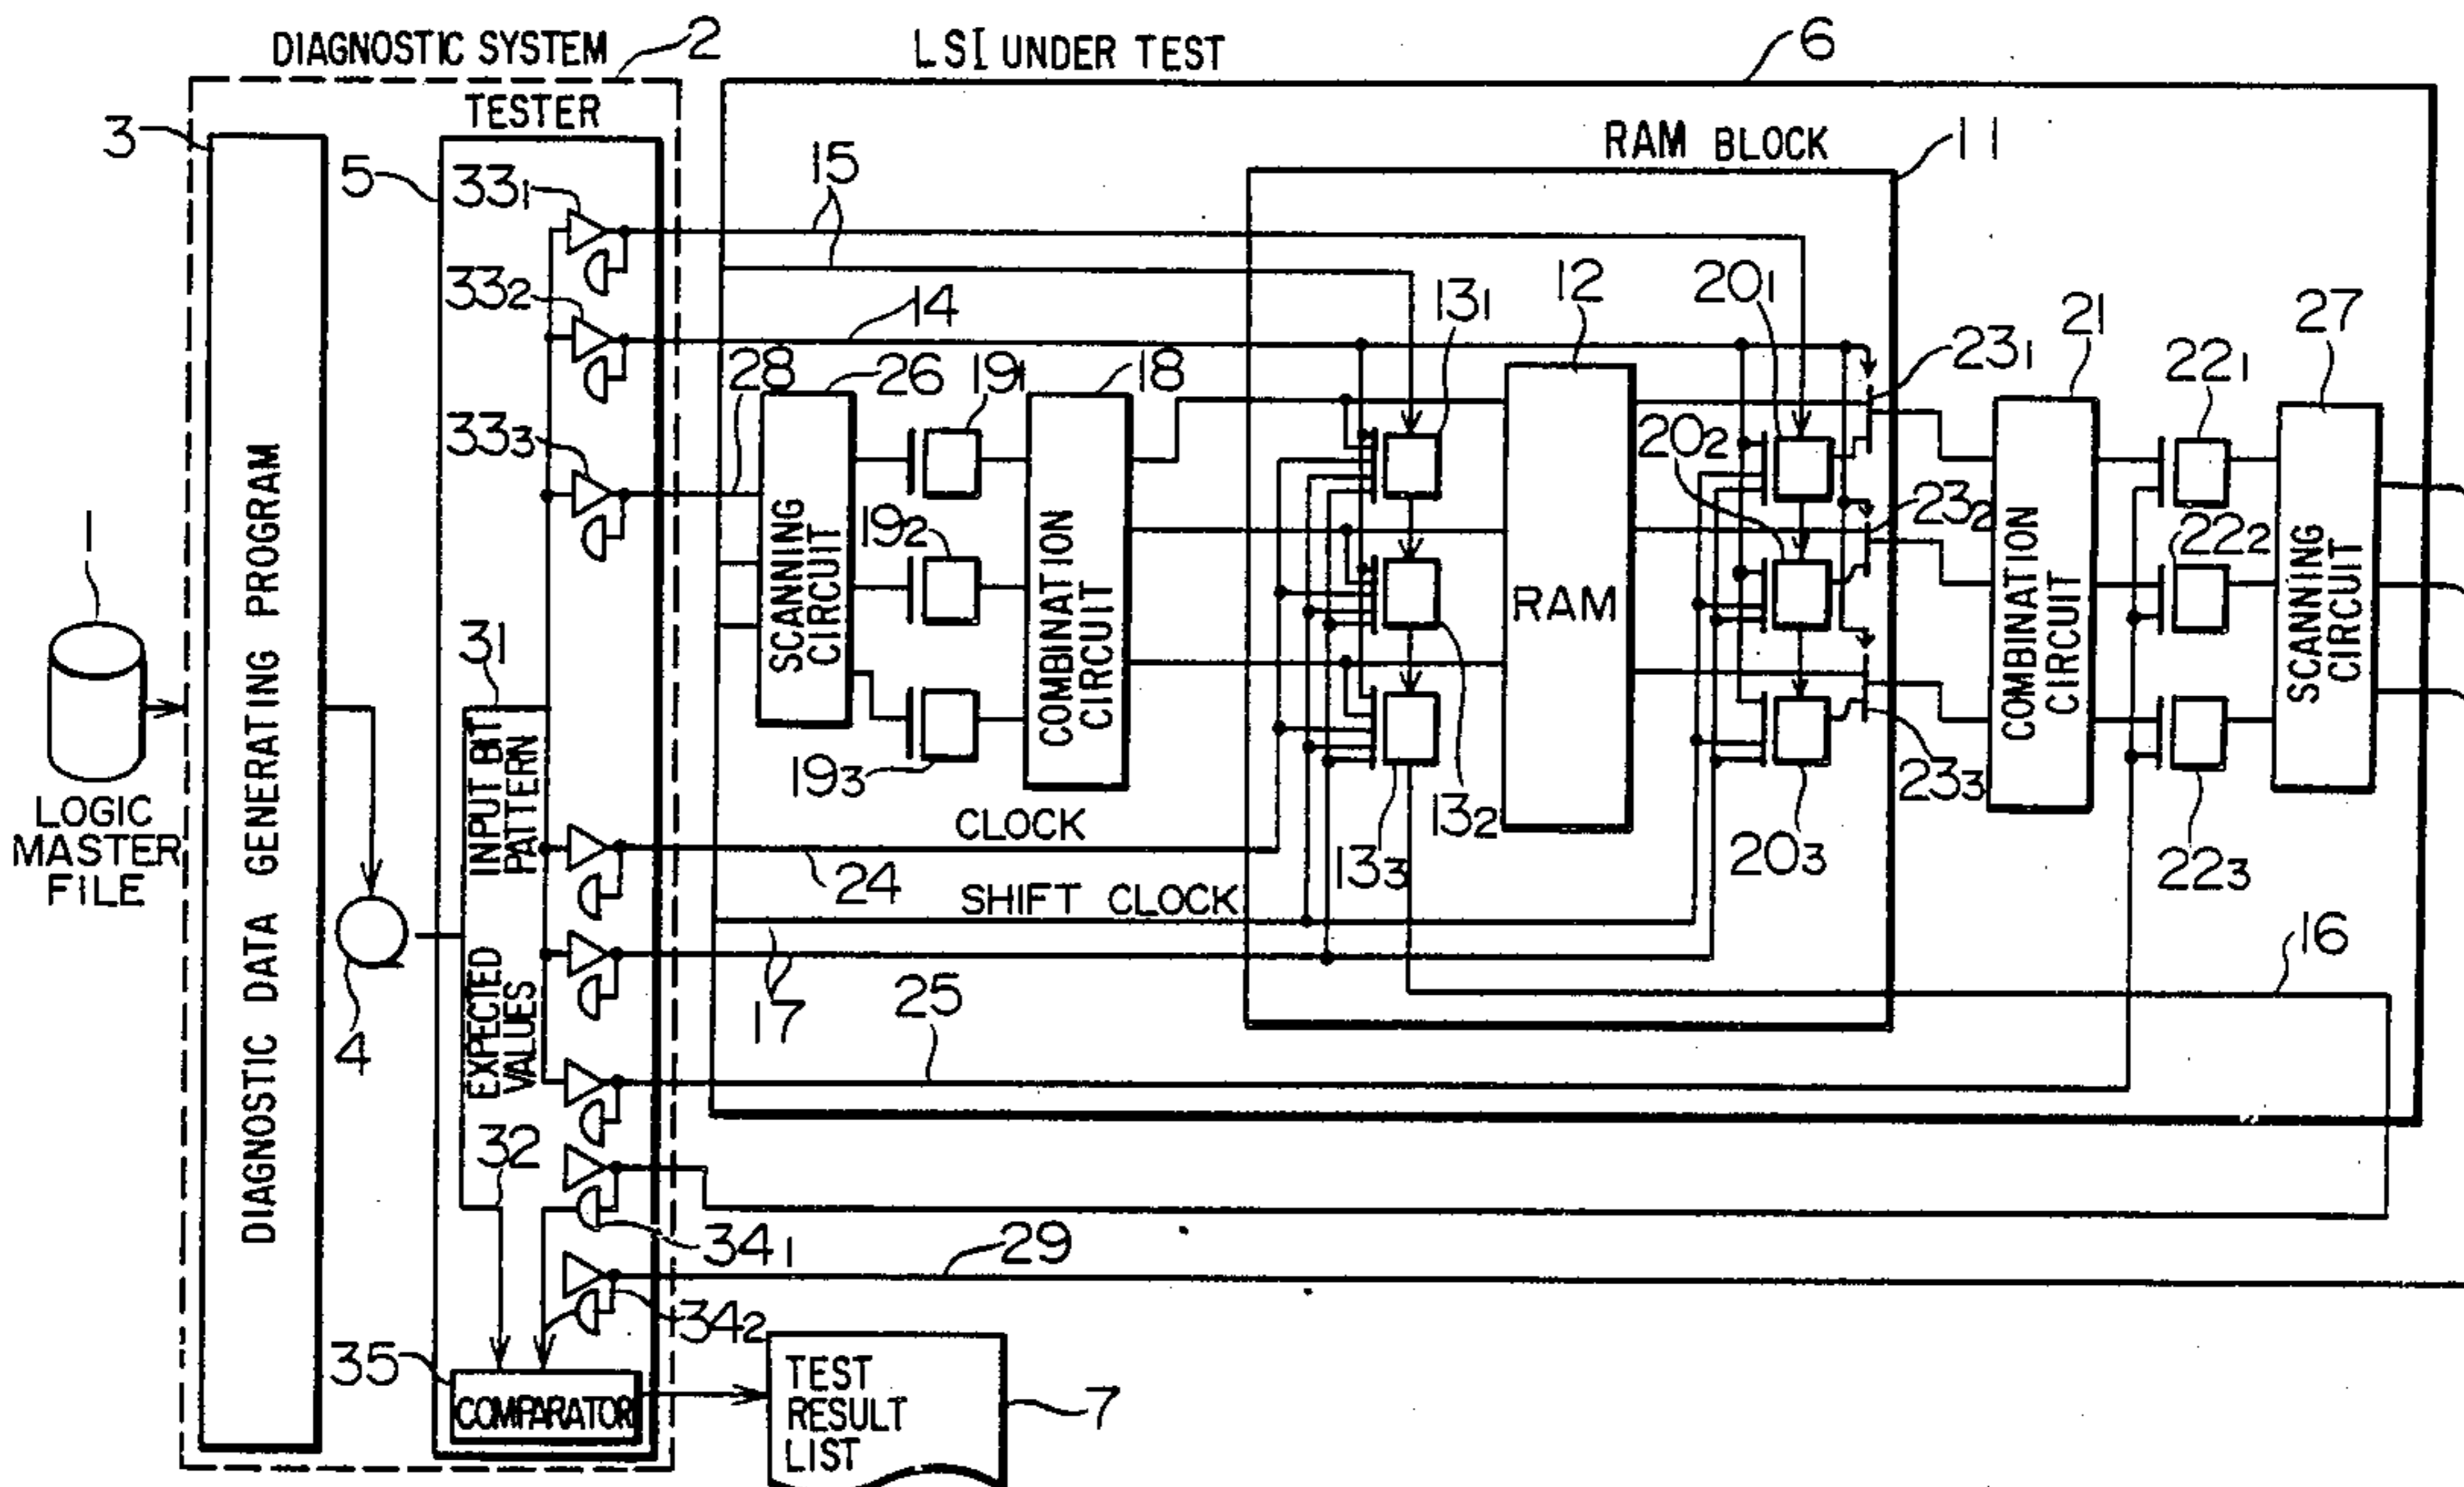 DIAGNOSTIC SYSTEM
2
LSI UNDER TEST
6
TESTER
3
5
RAM BLOCK
11
33₁
15
33₂
14
13₁
12
20₁
21
27
28
26
19₁
18
23₁
22₁
33₃
20₂
19₂
23₂
22₂
1
DIAGNOSTIC DATA GENERATING PROGRAM
SCANNING
CIRCUIT
COMBINATION
CIRCUIT
RAM
COMBINATION
CIRCUIT
SCANNING
CIRCUIT
31
INPUT BIT
PATTERN
19₃
13₂
23₃
LOGIC
MASTER
FILE
CLOCK
24
13₃
20₃
22₃
SHIFT CLOCK
4
EXPECTED
VALUES
17
25
16
32
34₁
29
34₂
35
COMPARATOR
TEST
RESULT
LIST
7